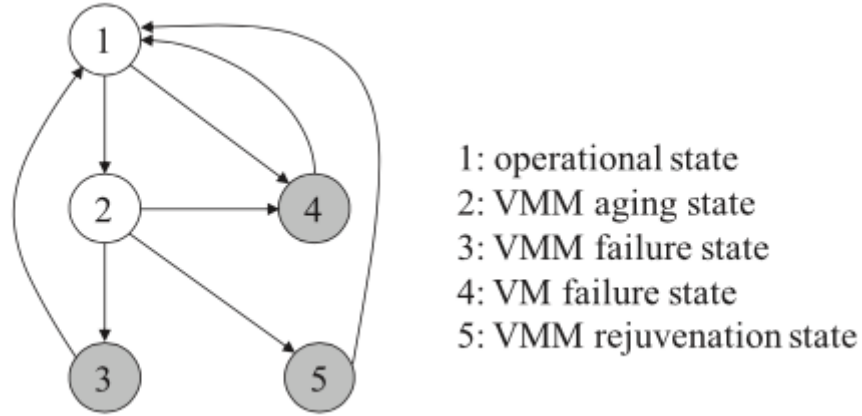 1
2
4
3
5
1: operational state
2: VMM aging state
3: VMM failure state
4: VM failure state
5: VMM rejuvenation state